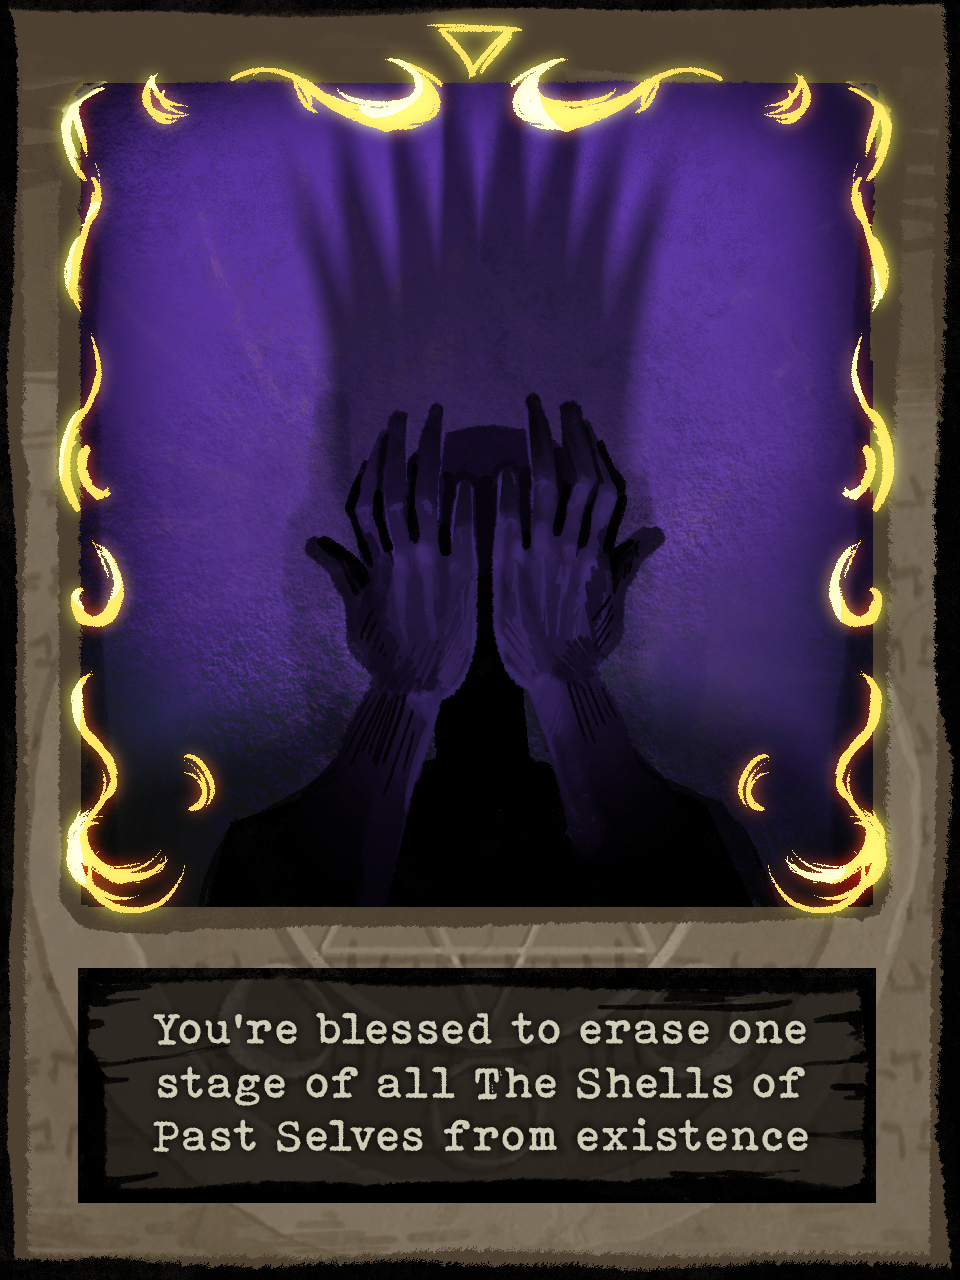 You're blessed to erase one
stage of all The Shells of
Past Selves from existence